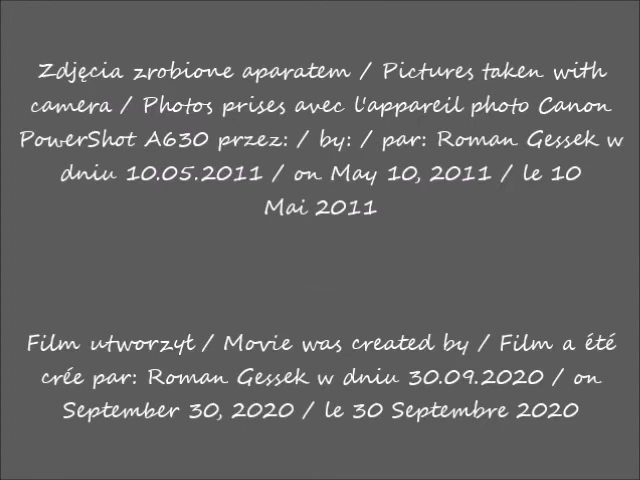 Zdjęcia zrobione aparatem / Pictures taken with
camera / Photos prises avec l'appareil photo Canon
PowerShot A630 przez: / by: / par: Roman Gessek w
dniu 10.05.2011 / on May 10, 2011 / le 10
Mai 2011
Film utworzył / Movie was created by / Film a été
crée par: Roman Gessek w dniu 30.09.2020 / on
September 30, 2020 / le 30 Septembre 2020